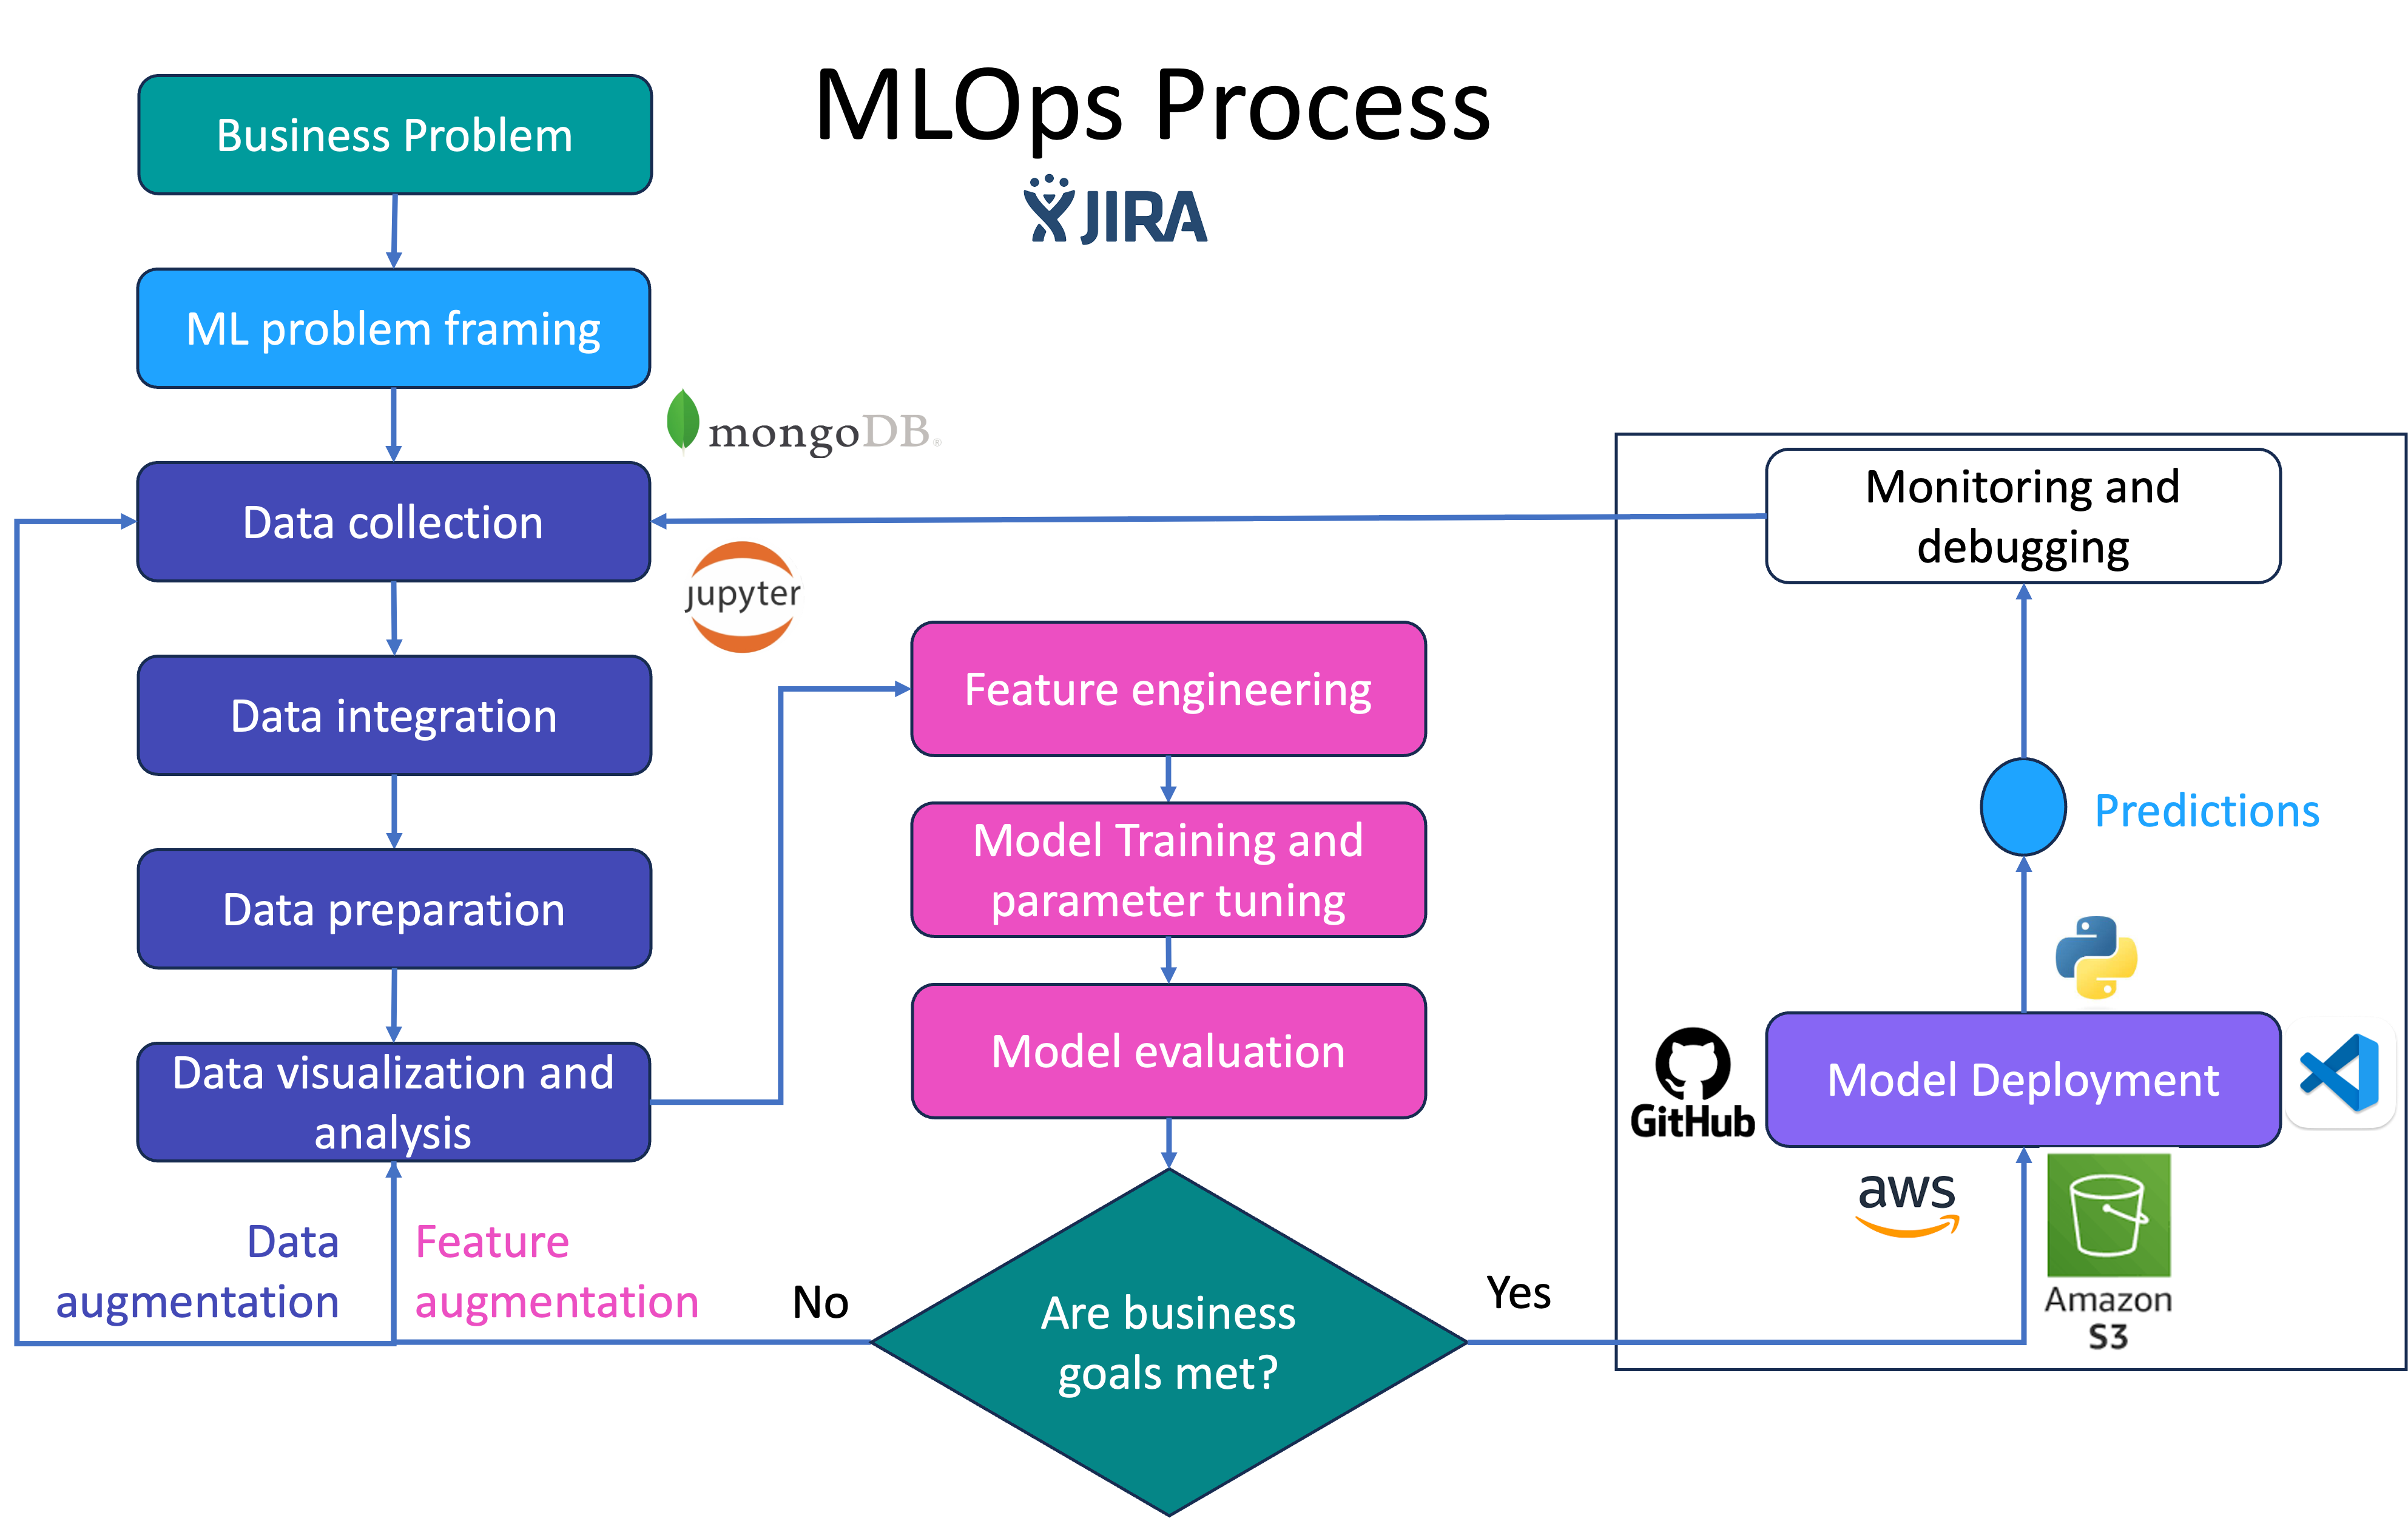 MLOps Process
JIRA
Business Problem
ML problem framing
mongoDB®
Data collection
jupyter
Data integration
Data preparation
Data visualization and
analysis
Data
augmentation
Feature
augmentation
Feature engineering
Model Training and
parameter tuning
Model evaluation
Are business
goals met?
No
Yes
Monitoring and
debugging
Predictions
Model Deployment
GitHub
aws
Amazon
S3